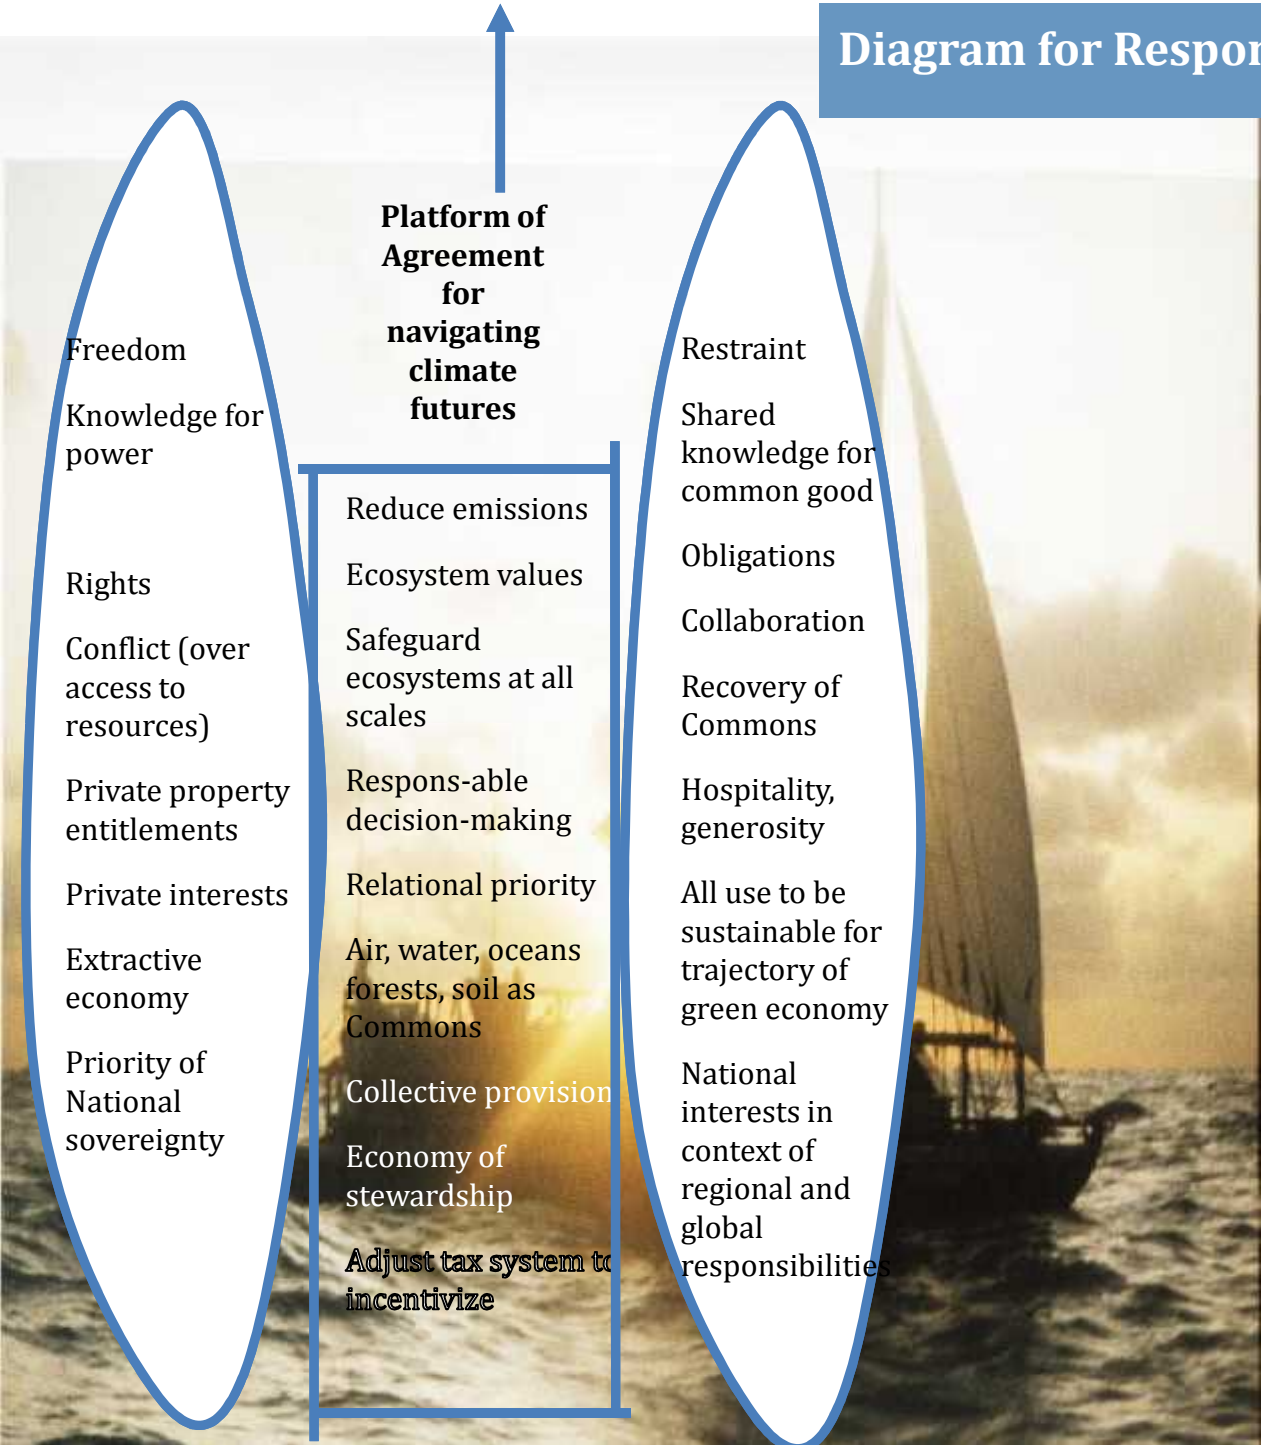 Diagram for Respon
Platform of
Agreement
for
navigating
climate
futures
Freedom
Knowledge for
power
Rights
Conflict (over
access to
resources)
Private property
entitlements
Private interests
Extractive
economy
Priority of
National
sovereignty
Reduce emissions
Ecosystem values
Safeguard
ecosystems at all
scales
Respons-able
decision-making
Relational priority
Air, water, oceans
forests, soil as
Commons
Collective provision
Economy of
stewardship
Adjust tax system to
incentivize
Restraint
Shared
knowledge for
common good
Obligations
Collaboration
Recovery of
Commons
Hospitality,
generosity
All use to be
sustainable for
trajectory of
green economy
National
interests in
context of
regional and
global
responsibilities